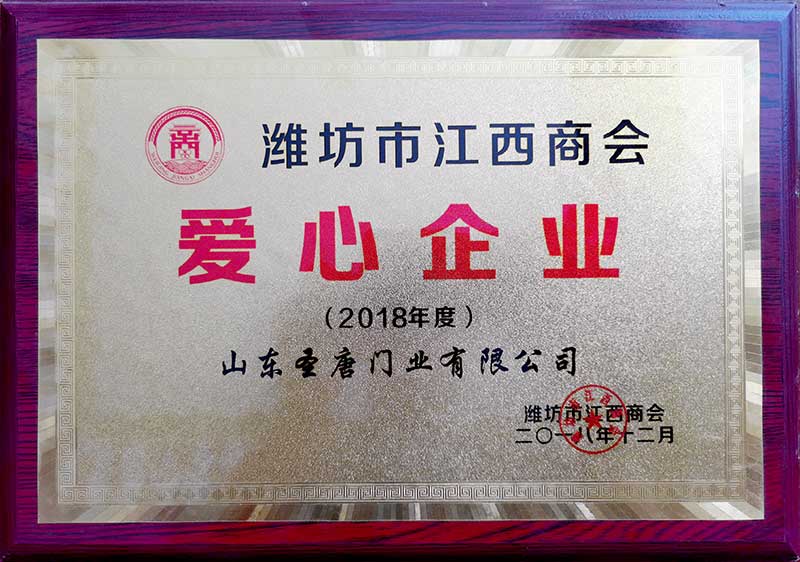 潍坊市江西商会
爱心企业
（2018年度）
山东圣唐门业有限公司
潍坊市江西商会
二〇一八年十二月